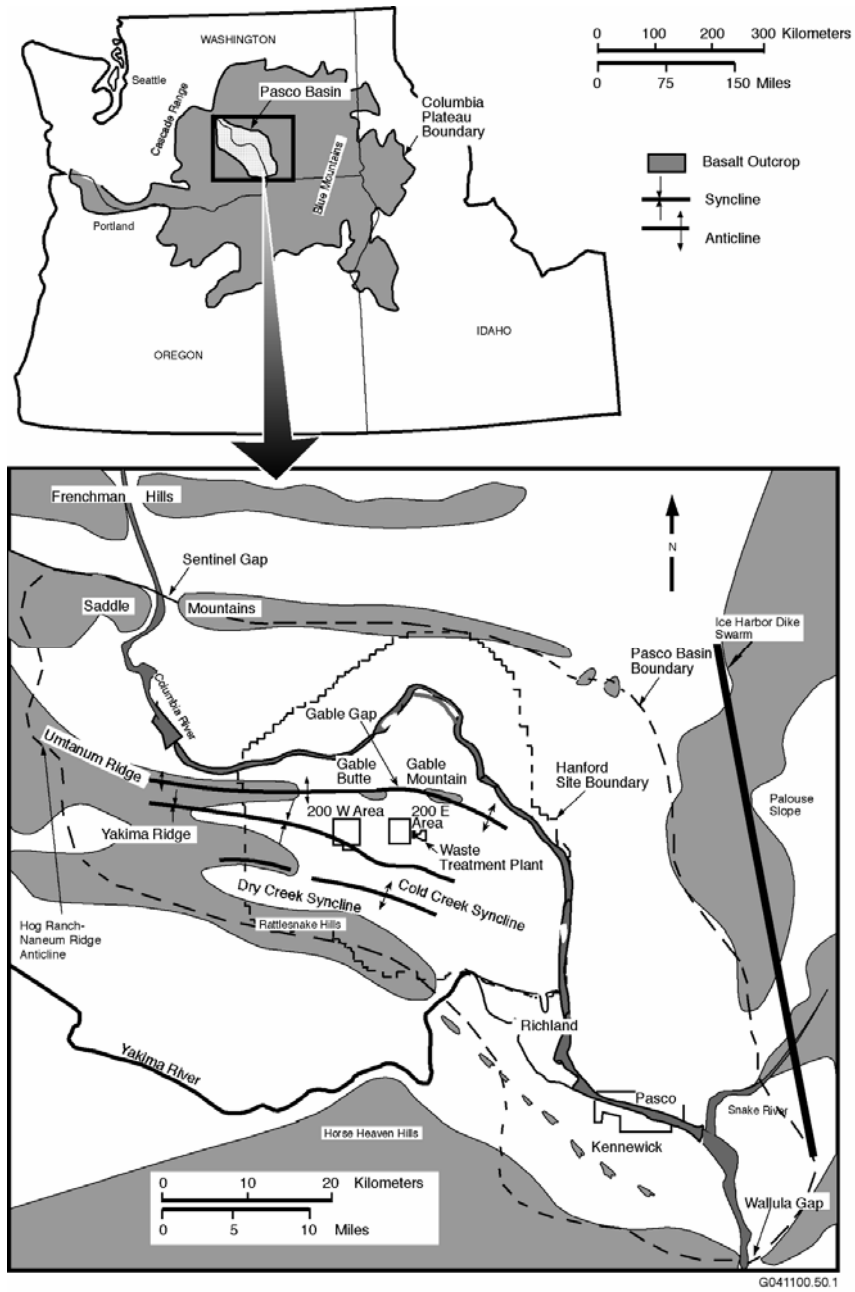 WASHINGTON
Seattle
Cascade Range
Pasco Basin
Columbia
Plateau
Boundary
Blue Mountains
Portland
OREGON
IDAHO
0 100 200 300 Kilometers
0 75 150 Miles
Basalt Outcrop
Syncline
Anticline
Frenchman Hills
Sentinel Gap
Saddle Mountains
N
Ice Harbor Dike
Swarm
Pasco Basin
Boundary
Columbia River
Gable Gap
Umtanum Ridge
Gable
Butte
Gable
Mountain
Hanford
Site Boundary
200 W Area
200 E
Area
Palouse
Slope
Yakima Ridge
Waste
Treatment Plant
Dry Creek Syncline
Cold Creek Syncline
Rattlesnake Hills
Hog Ranch-
Naneum Ridge
Anticline
Richland
Yakima River
Pasco
Snake River
Kennewick
Horse Heaven Hills
0 10 20 Kilometers
0 5 10 Miles
Wallula Gap
G041100.50.1